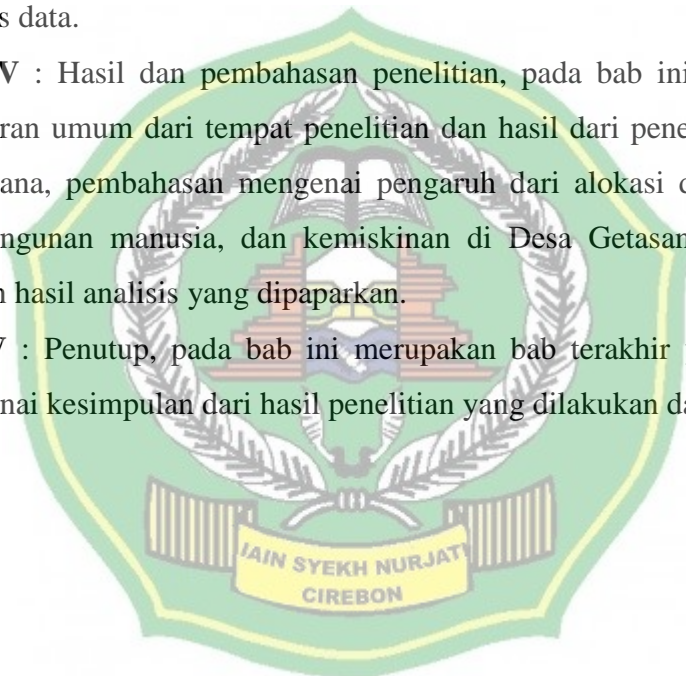 s data.
V : Hasil dan pembahasan penelitian, pada bab ini
ran umum dari tempat penelitian dan hasil dari pene
ana, pembahasan mengenai pengaruh dari alokasi d
ngunan manusia, dan kemiskinan di Desa Getasan
n hasil analisis yang dipaparkan.
: Penutup, pada bab ini merupakan bab terakhir
nai kesimpulan dari hasil penelitian yang dilakukan da
IAIN SYEKH NURJATI
CIREBON